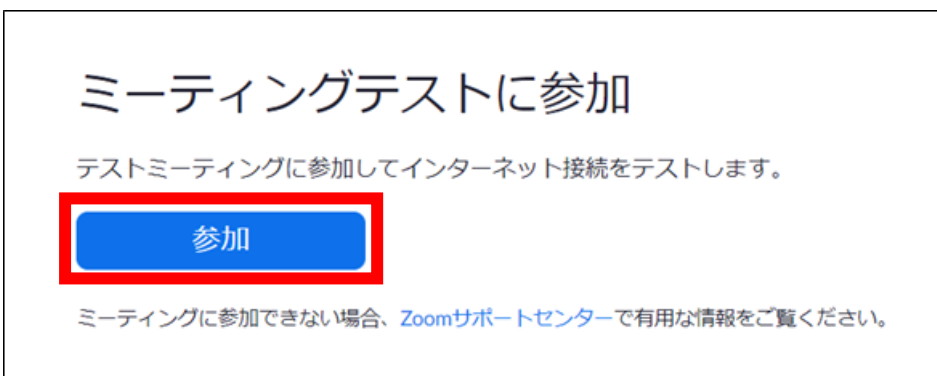 ミーティングテストに参加
テストミーティングに参加してインターネット接続をテストします。
参加
ミーティングに参加できない場合、Zoomサポートセンターで有用な情報をご覧ください。